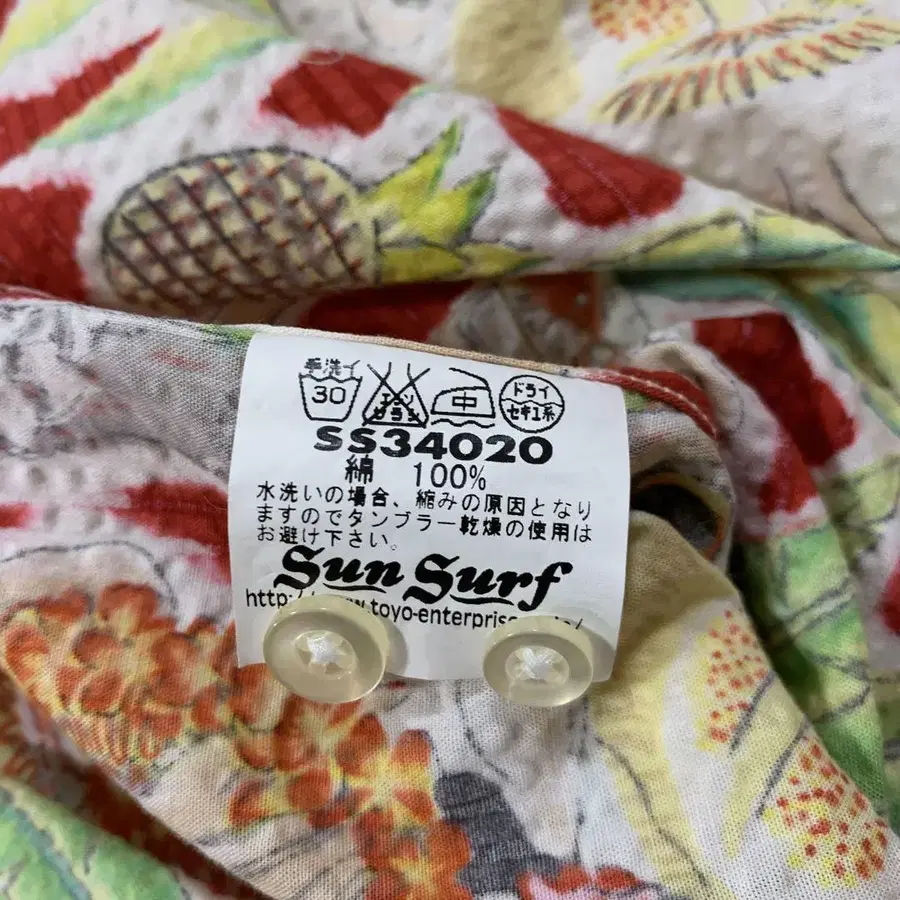 手洗イ
30
エンソ
サラシ
中
ドライ
セキユ系
SS34020
綿 100%
水洗いの場合、縮みの原因となり
ますのでタンブラー乾燥の使用は
お避け下さい。
Sun Surf
toyo-enterprise